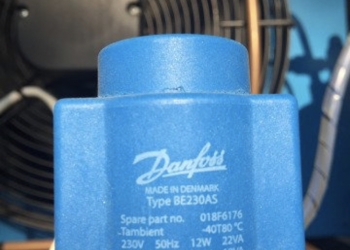 Danfoss
MADE IN DENMARK
Type BE230AS
Spare part no. 018F6176
Tambient -40T80 °C
230V 50Hz 12W 22VA